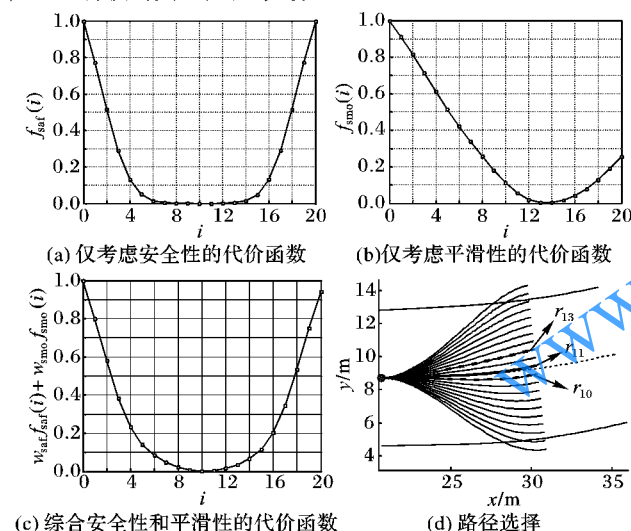 1.0
0.8
0.6
0.4
0.2
0.0
0 4 8 12 16 20
f_saf(i)
i
(a) 仅考虑安全性的代价函数
1.0
0.8
0.6
0.4
0.2
0.0
0 4 8 12 16 20
f_smo(i)
i
(b)仅考虑平滑性的代价函数
1.0
0.8
0.6
0.4
0.2
0.0
0 4 8 12 16 20
w_saf f_saf(i)+w_smo f_smo(i)
i
(c) 综合安全性和平滑性的代价函数
14
12
10
8
6
4
25 30 35
y/m
x/m
r_13
r_11
r_10
WWW
(d) 路径选择